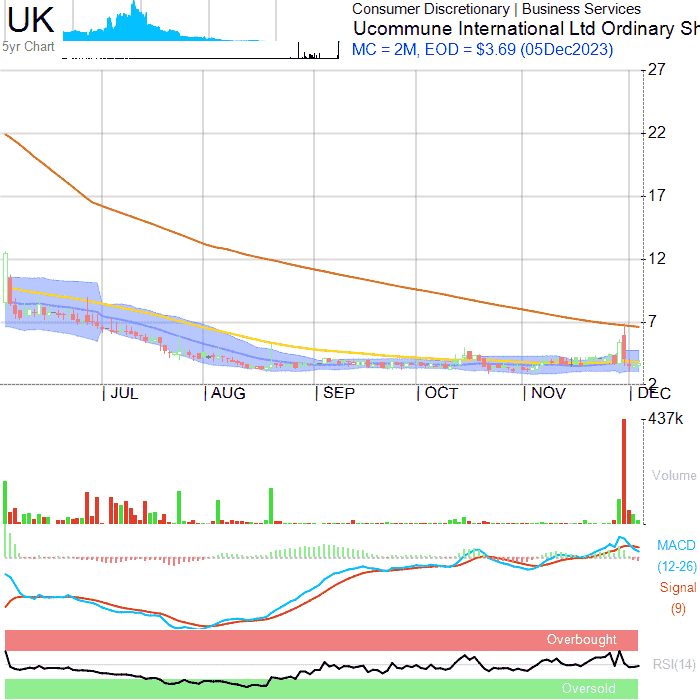 UK
5yr Chart
Consumer Discretionary | Business Services
Ucommune International Ltd Ordinary Sh
MC = 2M, EOD = $3.69 (05Dec2023)
27
22
17
12
7
2
JUL
AUG
SEP
OCT
NOV
DEC
437k
Volume
MACD
(12-26)
Signal
(9)
Overbought
RSI(14)
Oversold